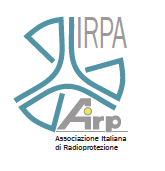 IRPA
Airp
Associazione Italiana
di Radioprotezione